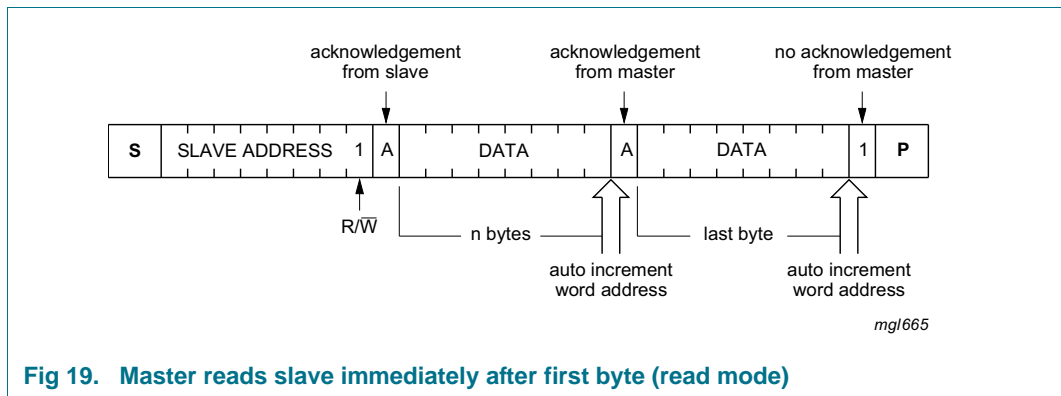 acknowledgement
from slave
acknowledgement
from master
no acknowledgement
from master
S SLAVE ADDRESS 1 A DATA A DATA 1 P
R/W̅
n bytes
last byte
auto increment
word address
auto increment
word address
mgl665
Fig 19. Master reads slave immediately after first byte (read mode)